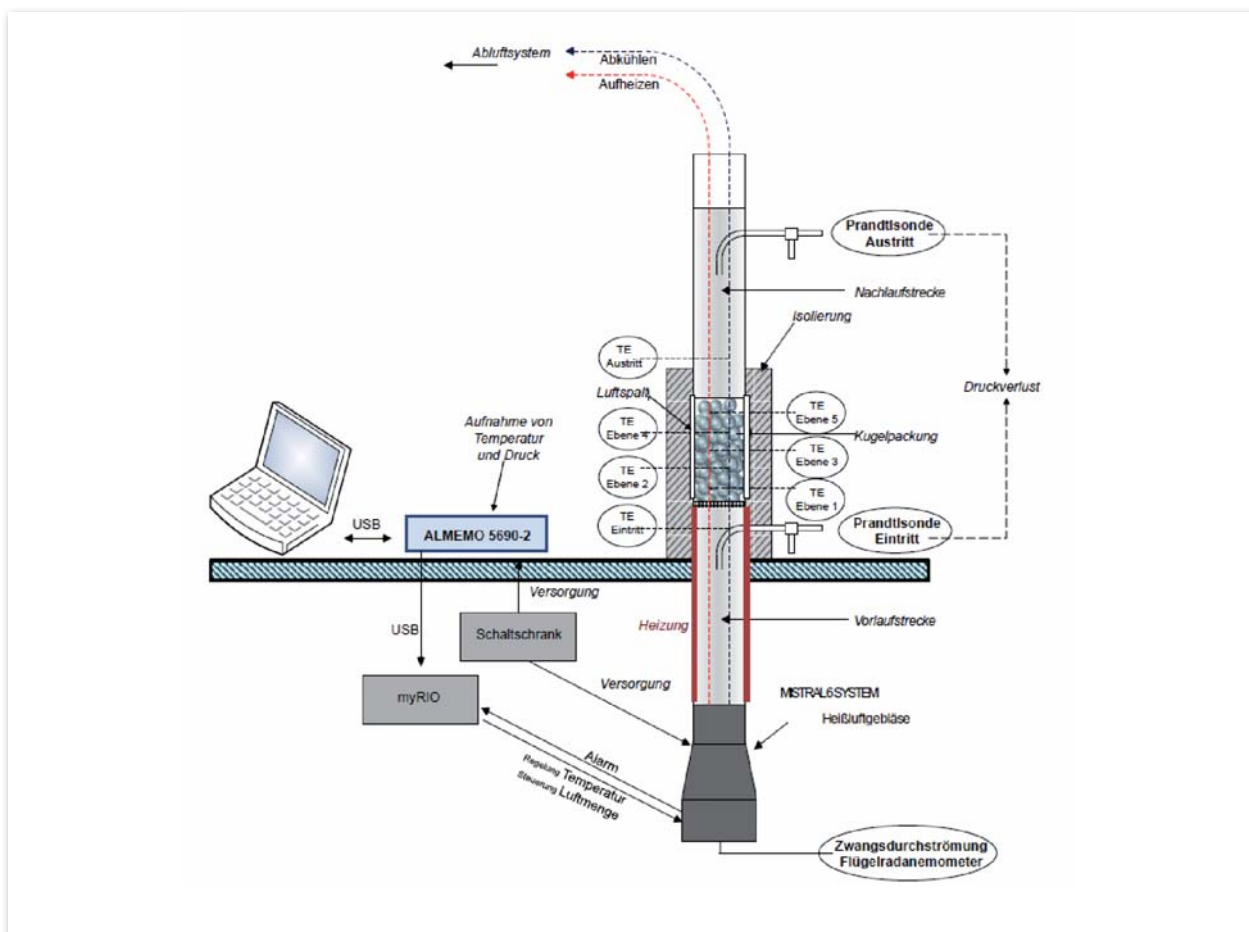 Abluftsystem
Abkühlen
Aufheizen
Prandtlsonde
Austritt
Nachlaufstrecke
Isolierung
TE
Austritt
Druckverlust
Luftspalt
TE
Ebene 5
Aufnahme von
Temperatur
und Druck
TE
Ebene 4
Kugelpackung
TE
Ebene 3
TE
Ebene 2
TE
Ebene 1
USB
ALMEMO 5690-2
TE
Eintritt
Prandtlsonde
Eintritt
Versorgung
USB
Schaltschrank
Heizung
Vorlaufstrecke
Versorgung
myRIO
MISTRAL6SYSTEM
Heißluftgebläse
Alarm
Regelung Temperatur
Steuerung Luftmenge
Zwangsdurchströmung
Flügelradanemometer